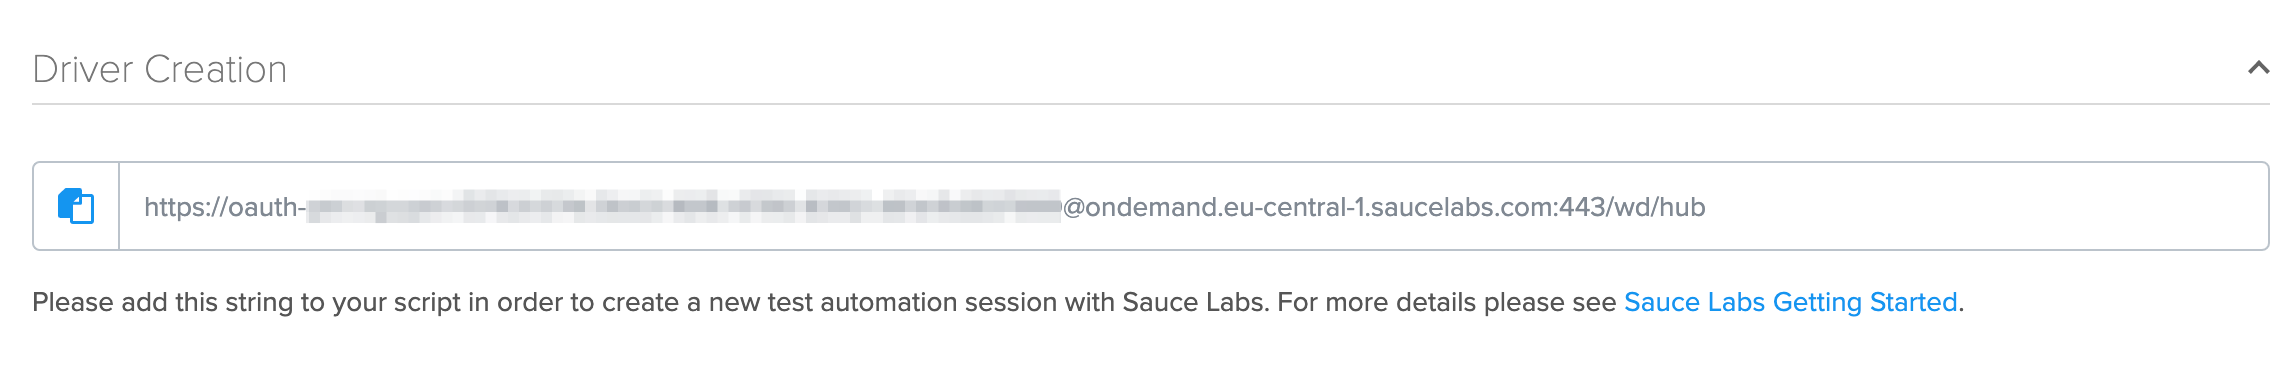 Driver Creation
https://oauth-@ondemand.eu-central-1.saucelabs.com:443/wd/hub
Please add this string to your script in order to create a new test automation session with Sauce Labs. For more details please see Sauce Labs Getting Started.